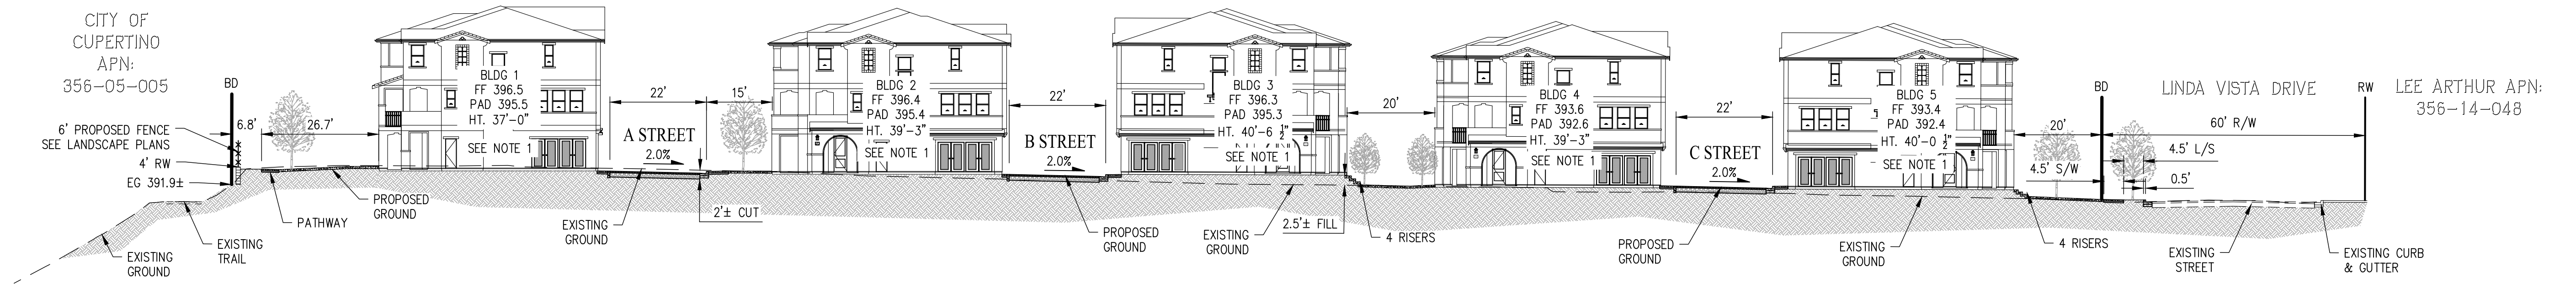 CITY OF
CUPERTINO
APN:
356-05-005
BD
6.8'
26.7'
6' PROPOSED FENCE
SEE LANDSCAPE PLANS
4' RW
EG 391.9±
EXISTING
GROUND
EXISTING
TRAIL
PATHWAY
PROPOSED
GROUND
BLDG 1
FF 396.5
PAD 395.5
HT. 37'-0"
SEE NOTE 1
22'
A STREET
2.0%
EXISTING
GROUND
2'± CUT
15'
BLDG 2
FF 396.4
PAD 395.4
HT. 39'-3"
SEE NOTE 1
22'
B STREET
2.0%
PROPOSED
GROUND
BLDG 3
FF 396.3
PAD 395.3
HT. 40'-6 ½"
SEE NOTE 1
EXISTING
GROUND
2.5'± FILL
20'
4 RISERS
BLDG 4
FF 393.6
PAD 392.6
HT. 39'-3"
SEE NOTE 1
22'
C STREET
2.0%
PROPOSED
GROUND
BLDG 5
FF 393.4
PAD 392.4
HT. 40'-0 ½"
SEE NOTE 1
EXISTING
GROUND
20'
4 RISERS
BD
LINDA VISTA DRIVE
60' R/W
4.5' L/S
4.5' S/W
0.5'
EXISTING
STREET
RW
EXISTING CURB
& GUTTER
LEE ARTHUR APN:
356-14-048